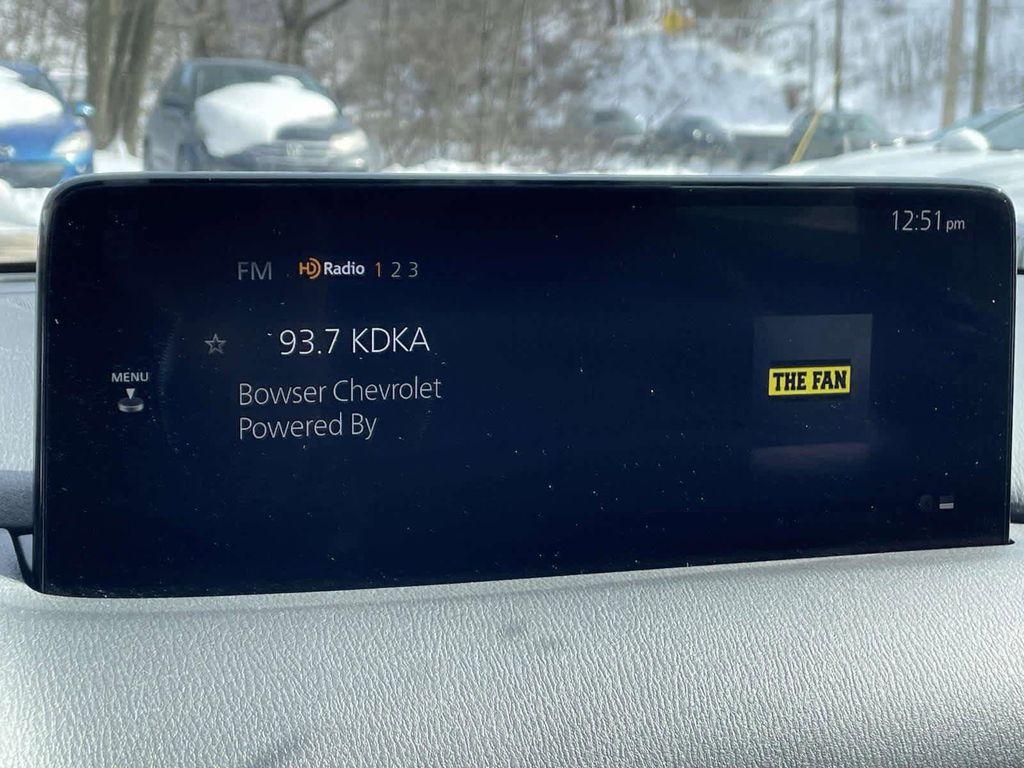 12:51 pm
FM HD Radio 1 2 3
93.7 KDKA
MENU
Bowser Chevrolet
Powered By
THE FAN